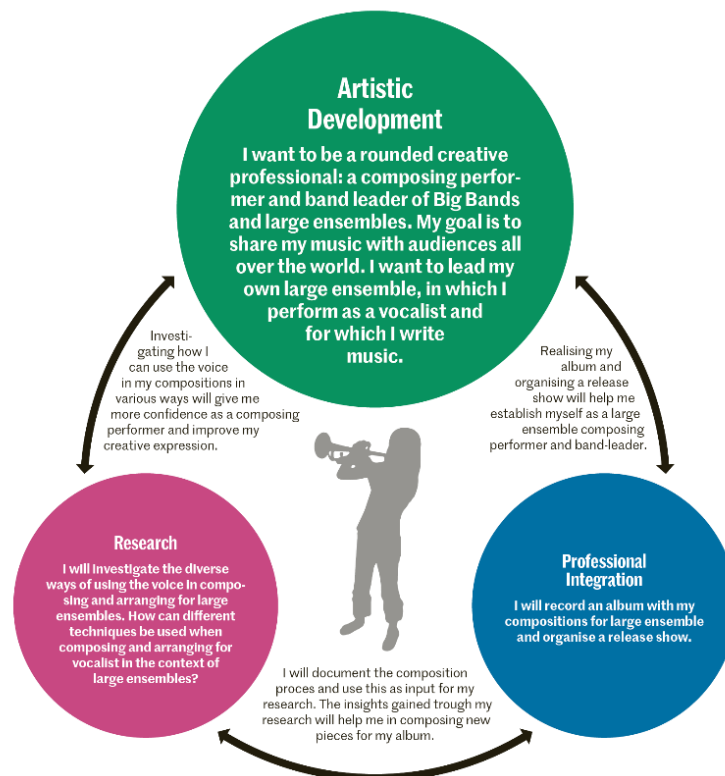 Artistic
Development
I want to be a rounded creative
professional: a composing perfor-
mer and band leader of Big Bands
and large ensembles. My goal is to
share my music with audiences all
over the world. I want to lead my
own large ensemble, in which I
perform as a vocalist and
for which I write
music.
Investi-
gating how I
can use the voice
in my compositions in
various ways will give me
more confidence as a composing
performer and improve my
creative expression.
Realising my
album and
organising a release
show will help me
establish myself as a large
ensemble composing
performer and band-leader.
Research
I will investigate the diverse
ways of using the voice in compo-
sing and arranging for large
ensembles. How can different
techniques be used when
composing and arranging for
vocalist in the context of
large ensembles?
Professional
Integration
I will record an album with my
compositions for large ensemble
and organise a release show.
I will document the composition
proces and use this as input for my
research. The insights gained trough my
research will help me in composing new
pieces for my album.